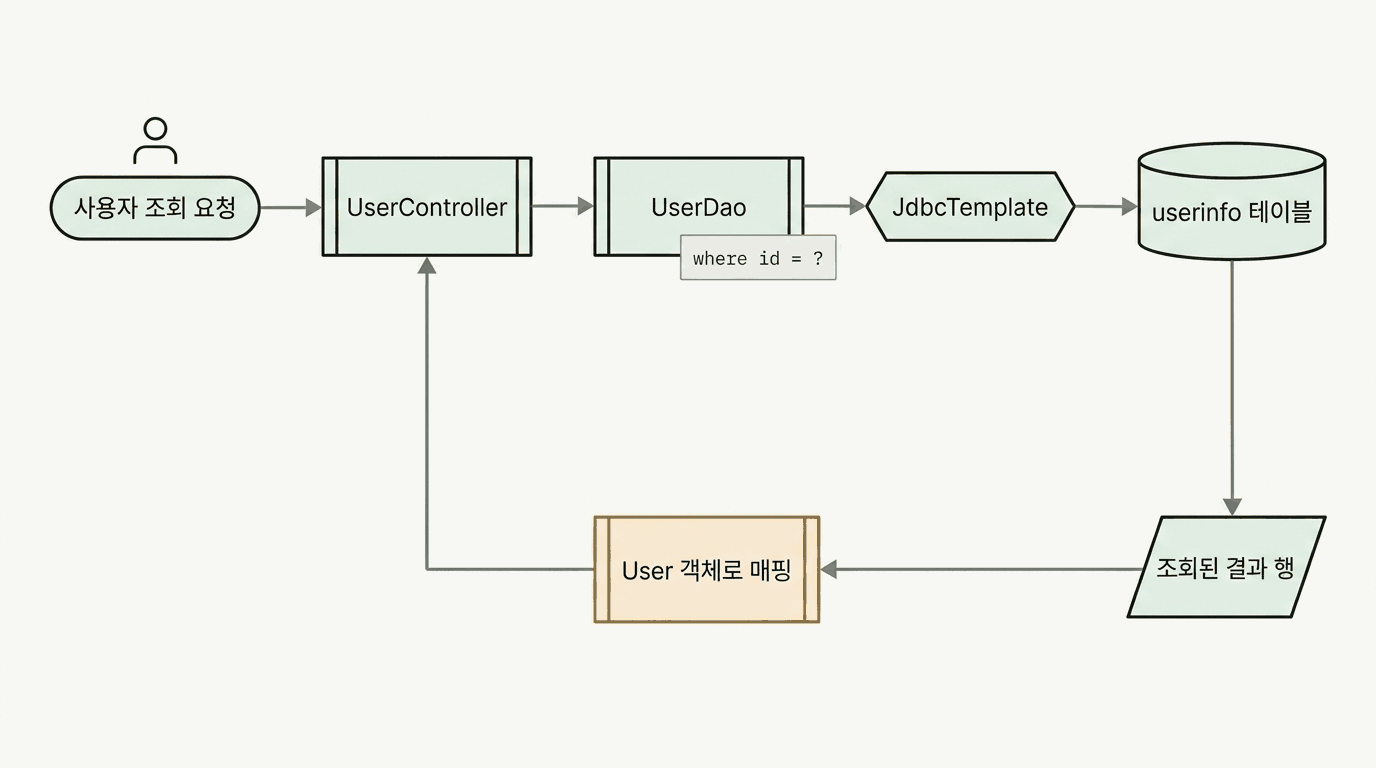 사용자 조회 요청
UserController
UserDao
where id = ?
JdbcTemplate
userinfo 테이블
조회된 결과 행
User 객체로 매핑